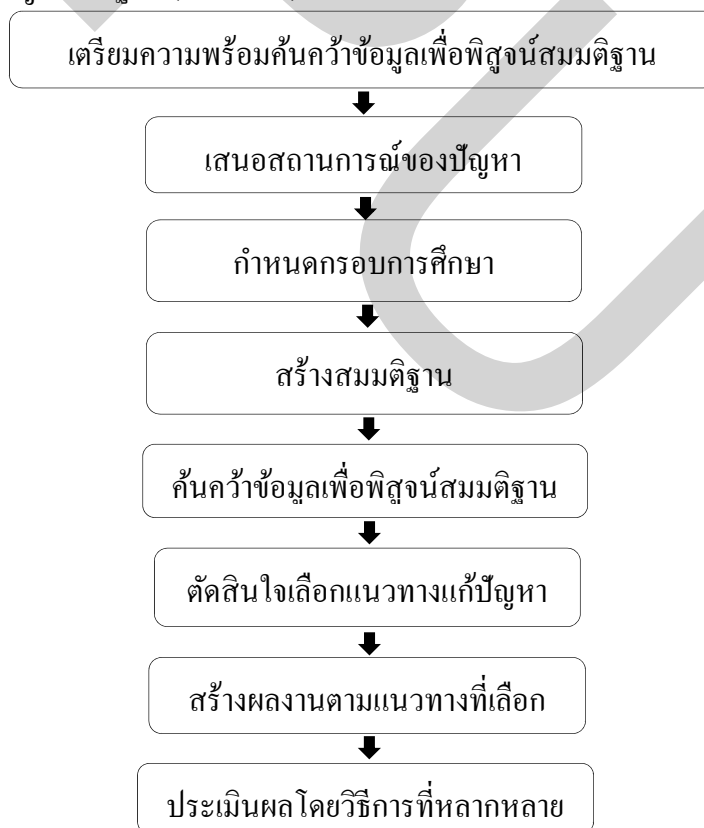 เตรียมความพร้อมค้นคว้าข้อมูลเพื่อพิสูจน์สมมติฐาน
เสนอสถานการณ์ของปัญหา
กำหนดกรอบการศึกษา
สร้างสมมติฐาน
ค้นคว้าข้อมูลเพื่อพิสูจน์สมมติฐาน
ตัดสินใจเลือกแนวทางแก้ปัญหา
สร้างผลงานตามแนวทางที่เลือก
ประเมินผลโดยวิธีการที่หลากหลาย